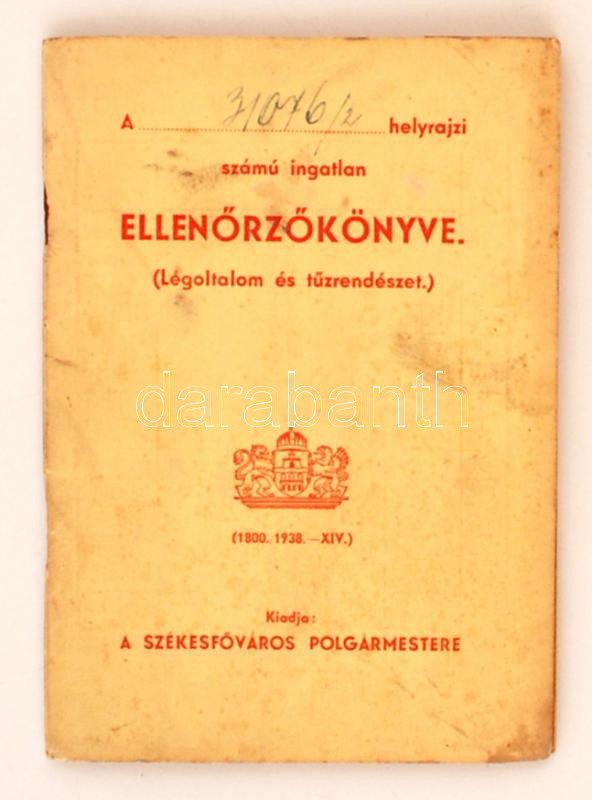 A 31076/2 helyrajzi
számú ingatlan
ELLENŐRZŐKÖNYVE.
(Légoltalom és tűzrendészet.)
darabanth
(1800. 1938.—XIV.)
Kiadja:
A SZÉKESFŐVÁROS POLGÁRMESTERE